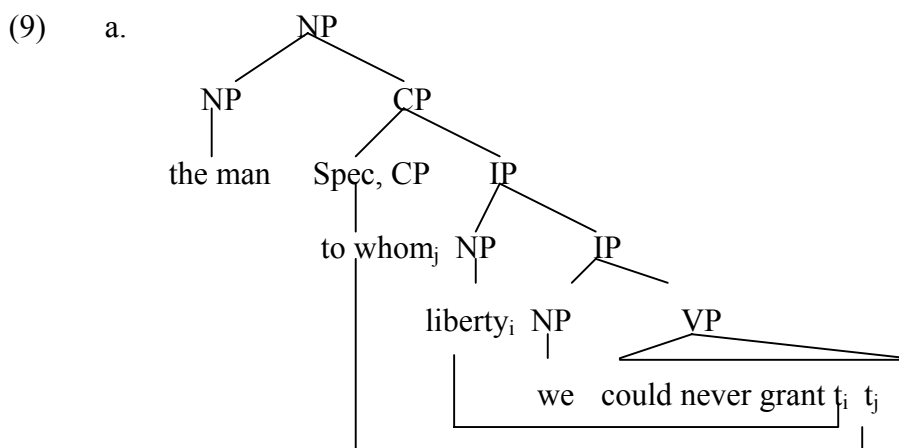 (9) a. NP
NP CP
the man Spec, CP IP
to whomj NP IP
libertyi NP VP
we could never grant ti tj